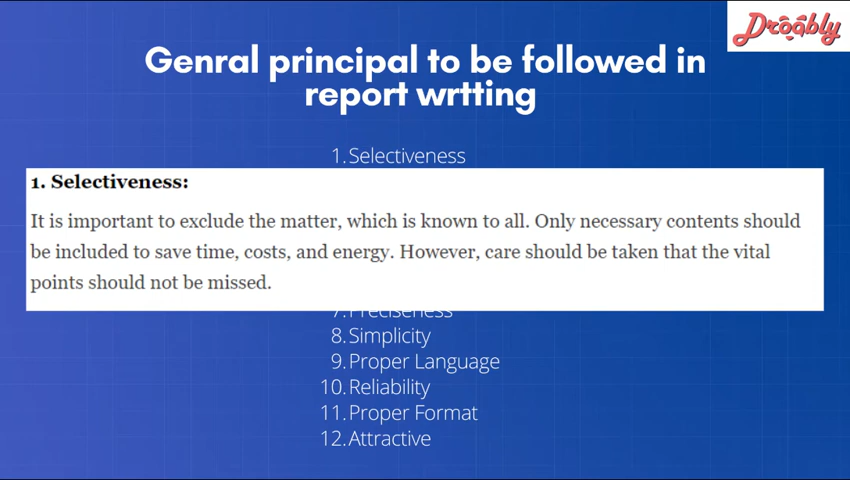 Droobly
Genral principal to be followed in
report wrtting
1. Selectiveness
1. Selectiveness:
It is important to exclude the matter, which is known to all. Only necessary contents should
be included to save time, costs, and energy. However, care should be taken that the vital
points should not be missed.
7. Preciseness
8. Simplicity
9. Proper Language
10. Reliability
11. Proper Format
12. Attractive